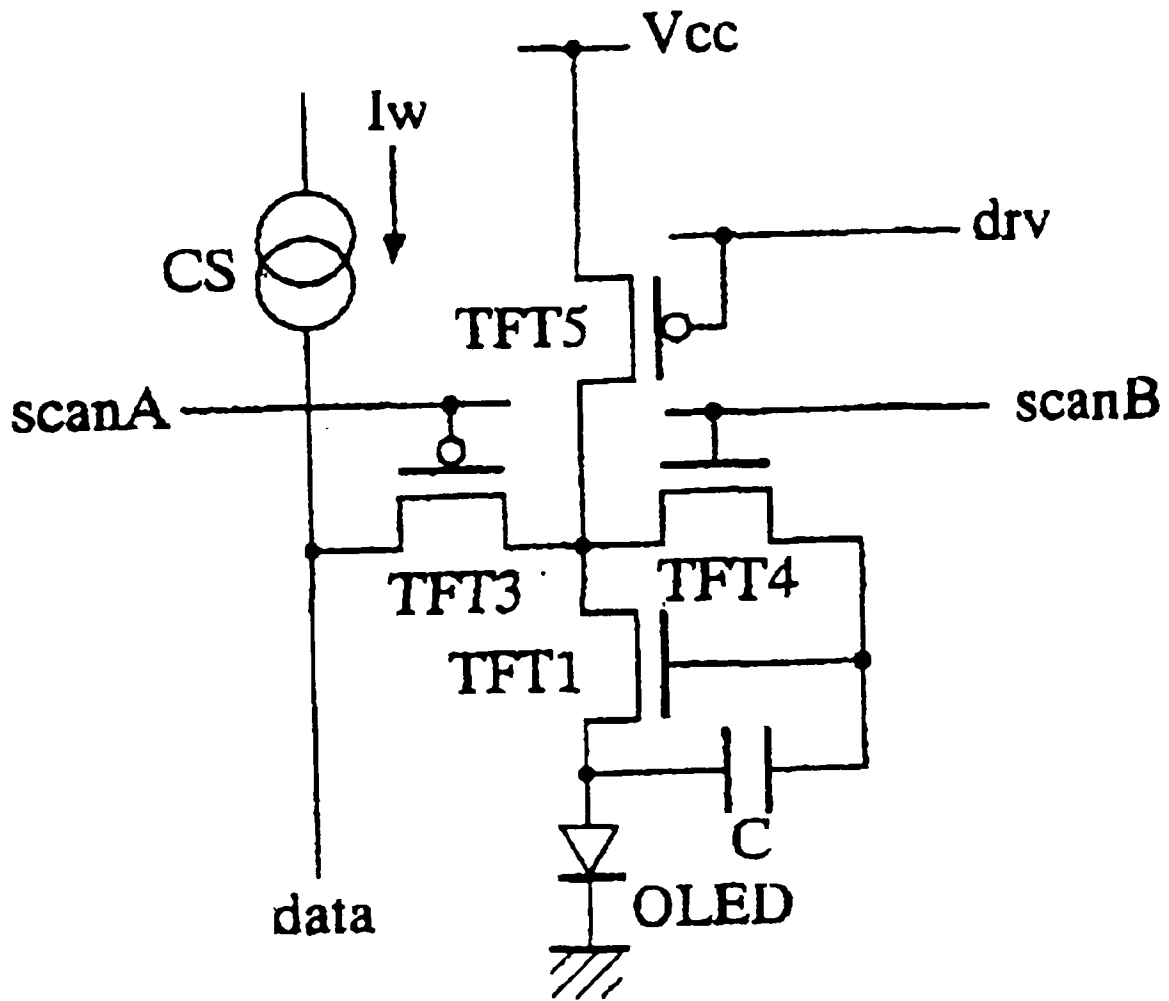 Vcc
Iw
CS
drv
TFT5
scanA
scanB
TFT3
TFT4
TFT1
C
OLED
data